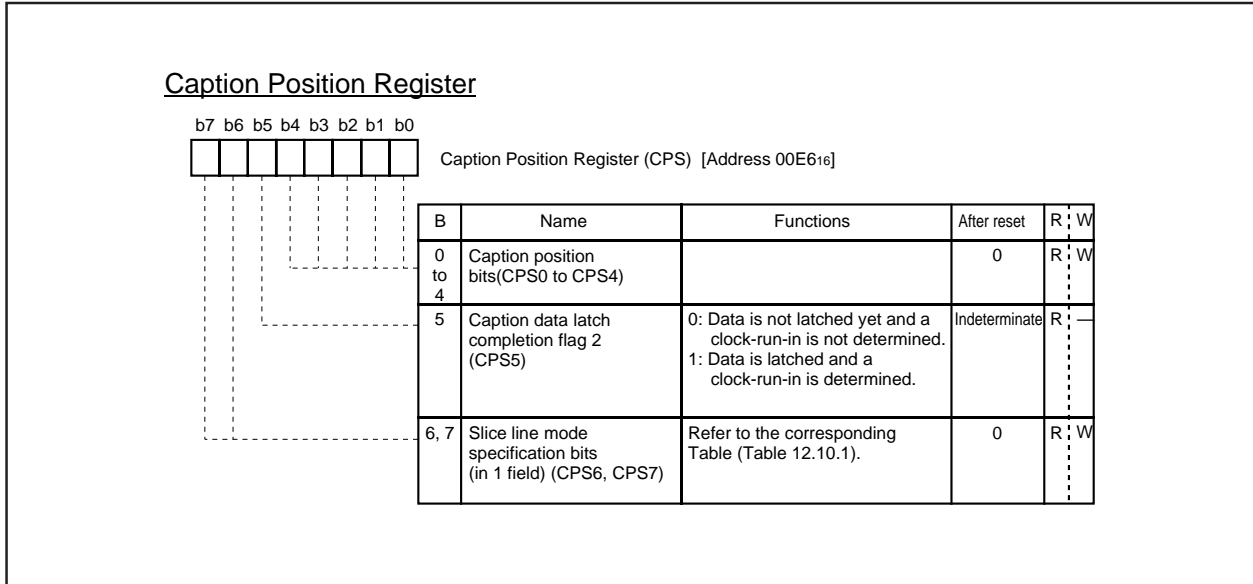 Caption Position Register
b7 b6 b5 b4 b3 b2 b1 b0
Caption Position Register (CPS) [Address 00E616]
B Name Functions After reset R W
0 to 4
Caption position
bits(CPS0 to CPS4)
0 R W
5
Caption data latch
completion flag 2
(CPS5)
0: Data is not latched yet and a
clock-run-in is not determined.
1: Data is latched and a
clock-run-in is determined.
Indeterminate R —
6, 7
Slice line mode
specification bits
(in 1 field) (CPS6, CPS7)
Refer to the corresponding
Table (Table 12.10.1).
0 R W